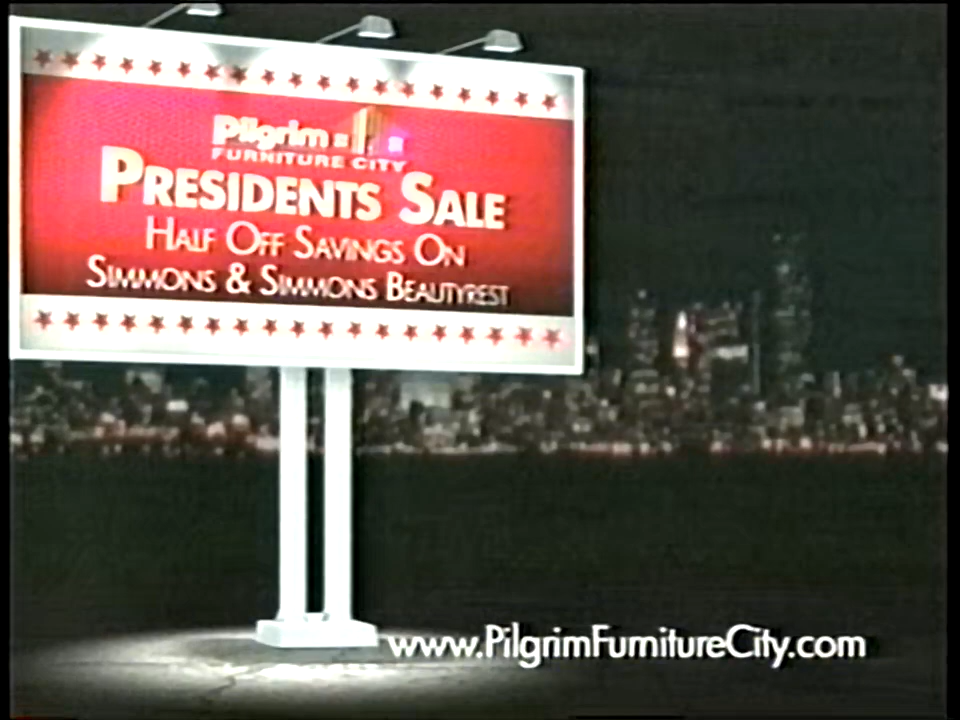 Pilgrim
FURNITURE CITY
PRESIDENTS SALE
HALF OFF SAVINGS ON
SIMMONS & SIMMONS BEAUTYREST
www.PilgrimFurnitureCity.com